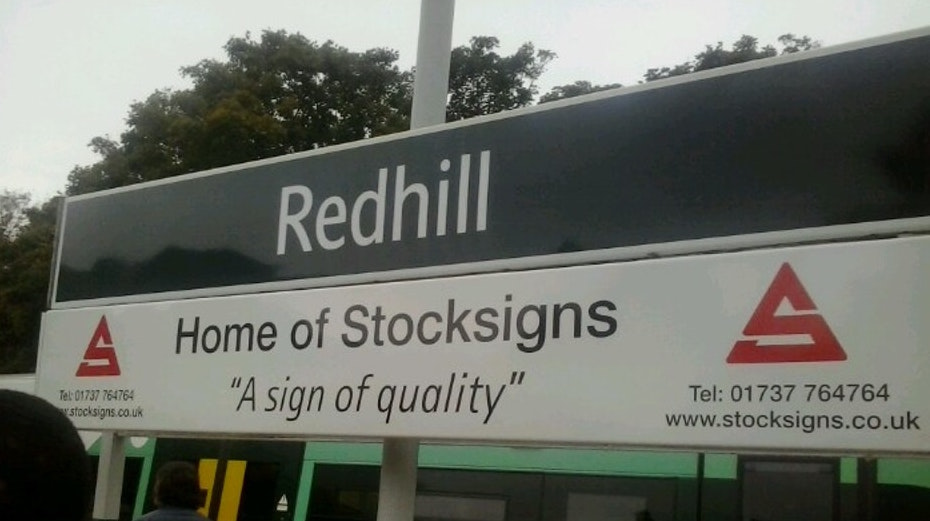 Redhill
Home of Stocksigns
"A sign of quality"
Tel: 01737 764764
.stocksigns.co.uk
Tel: 01737 764764
www.stocksigns.co.uk